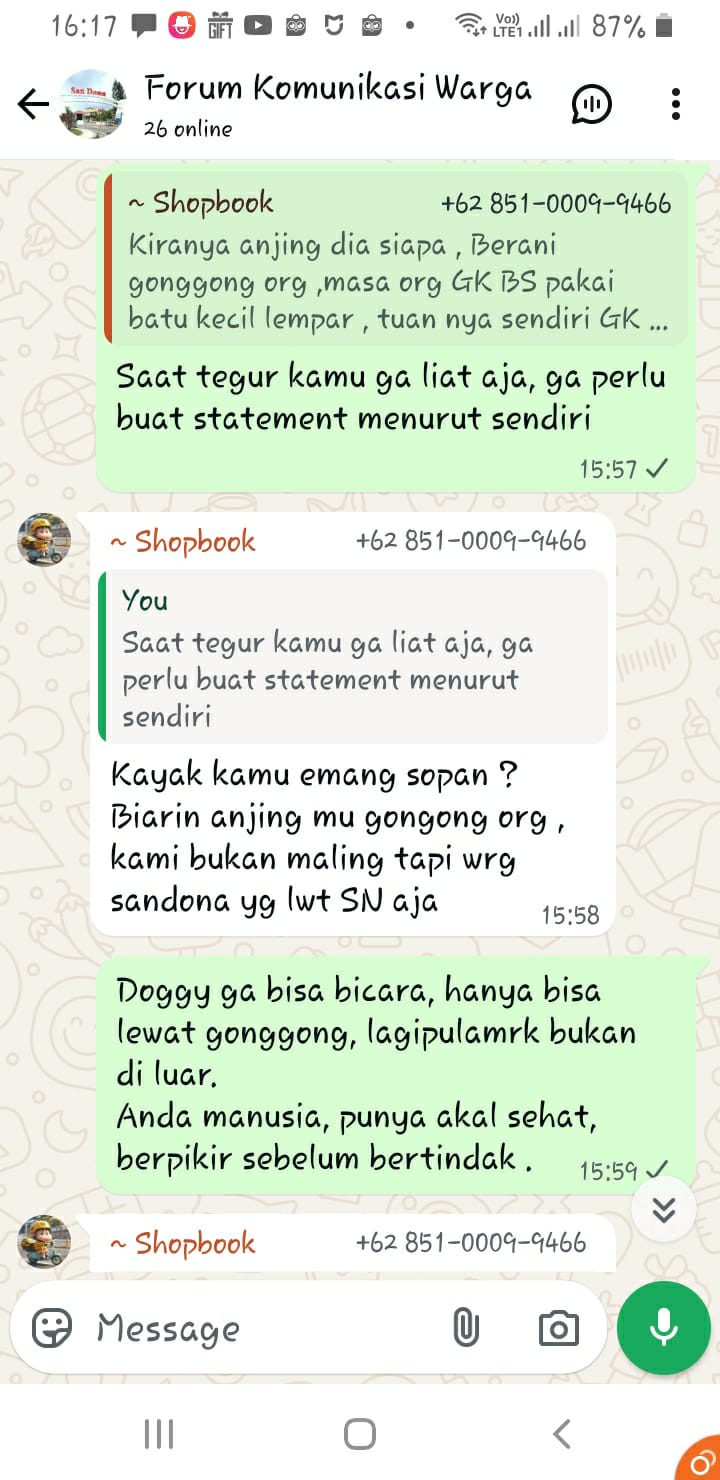 16:17
GIFT
Vo))
LTE1
87%
San Dona
Forum Komunikasi Warga
26 online
~ Shopbook +62 851-0009-9466
Kiranya anjing dia siapa , Berani
gonggong org ,masa org GK BS pakai
batu kecil lempar , tuan nya sendiri GK ...
Saat tegur kamu ga liat aja, ga perlu
buat statement menurut sendiri
15:57
~ Shopbook +62 851-0009-9466
You
Saat tegur kamu ga liat aja, ga
perlu buat statement menurut
sendiri
Kayak kamu emang sopan ?
Biarin anjing mu gongong org ,
kami bukan maling tapi wrg
sandona yg lwt SN aja
15:58
Doggy ga bisa bicara, hanya bisa
lewat gonggong, lagipulamrk bukan
di luar.
Anda manusia, punya akal sehat,
berpikir sebelum bertindak .
15:59
~ Shopbook +62 851-0009-9466
Message